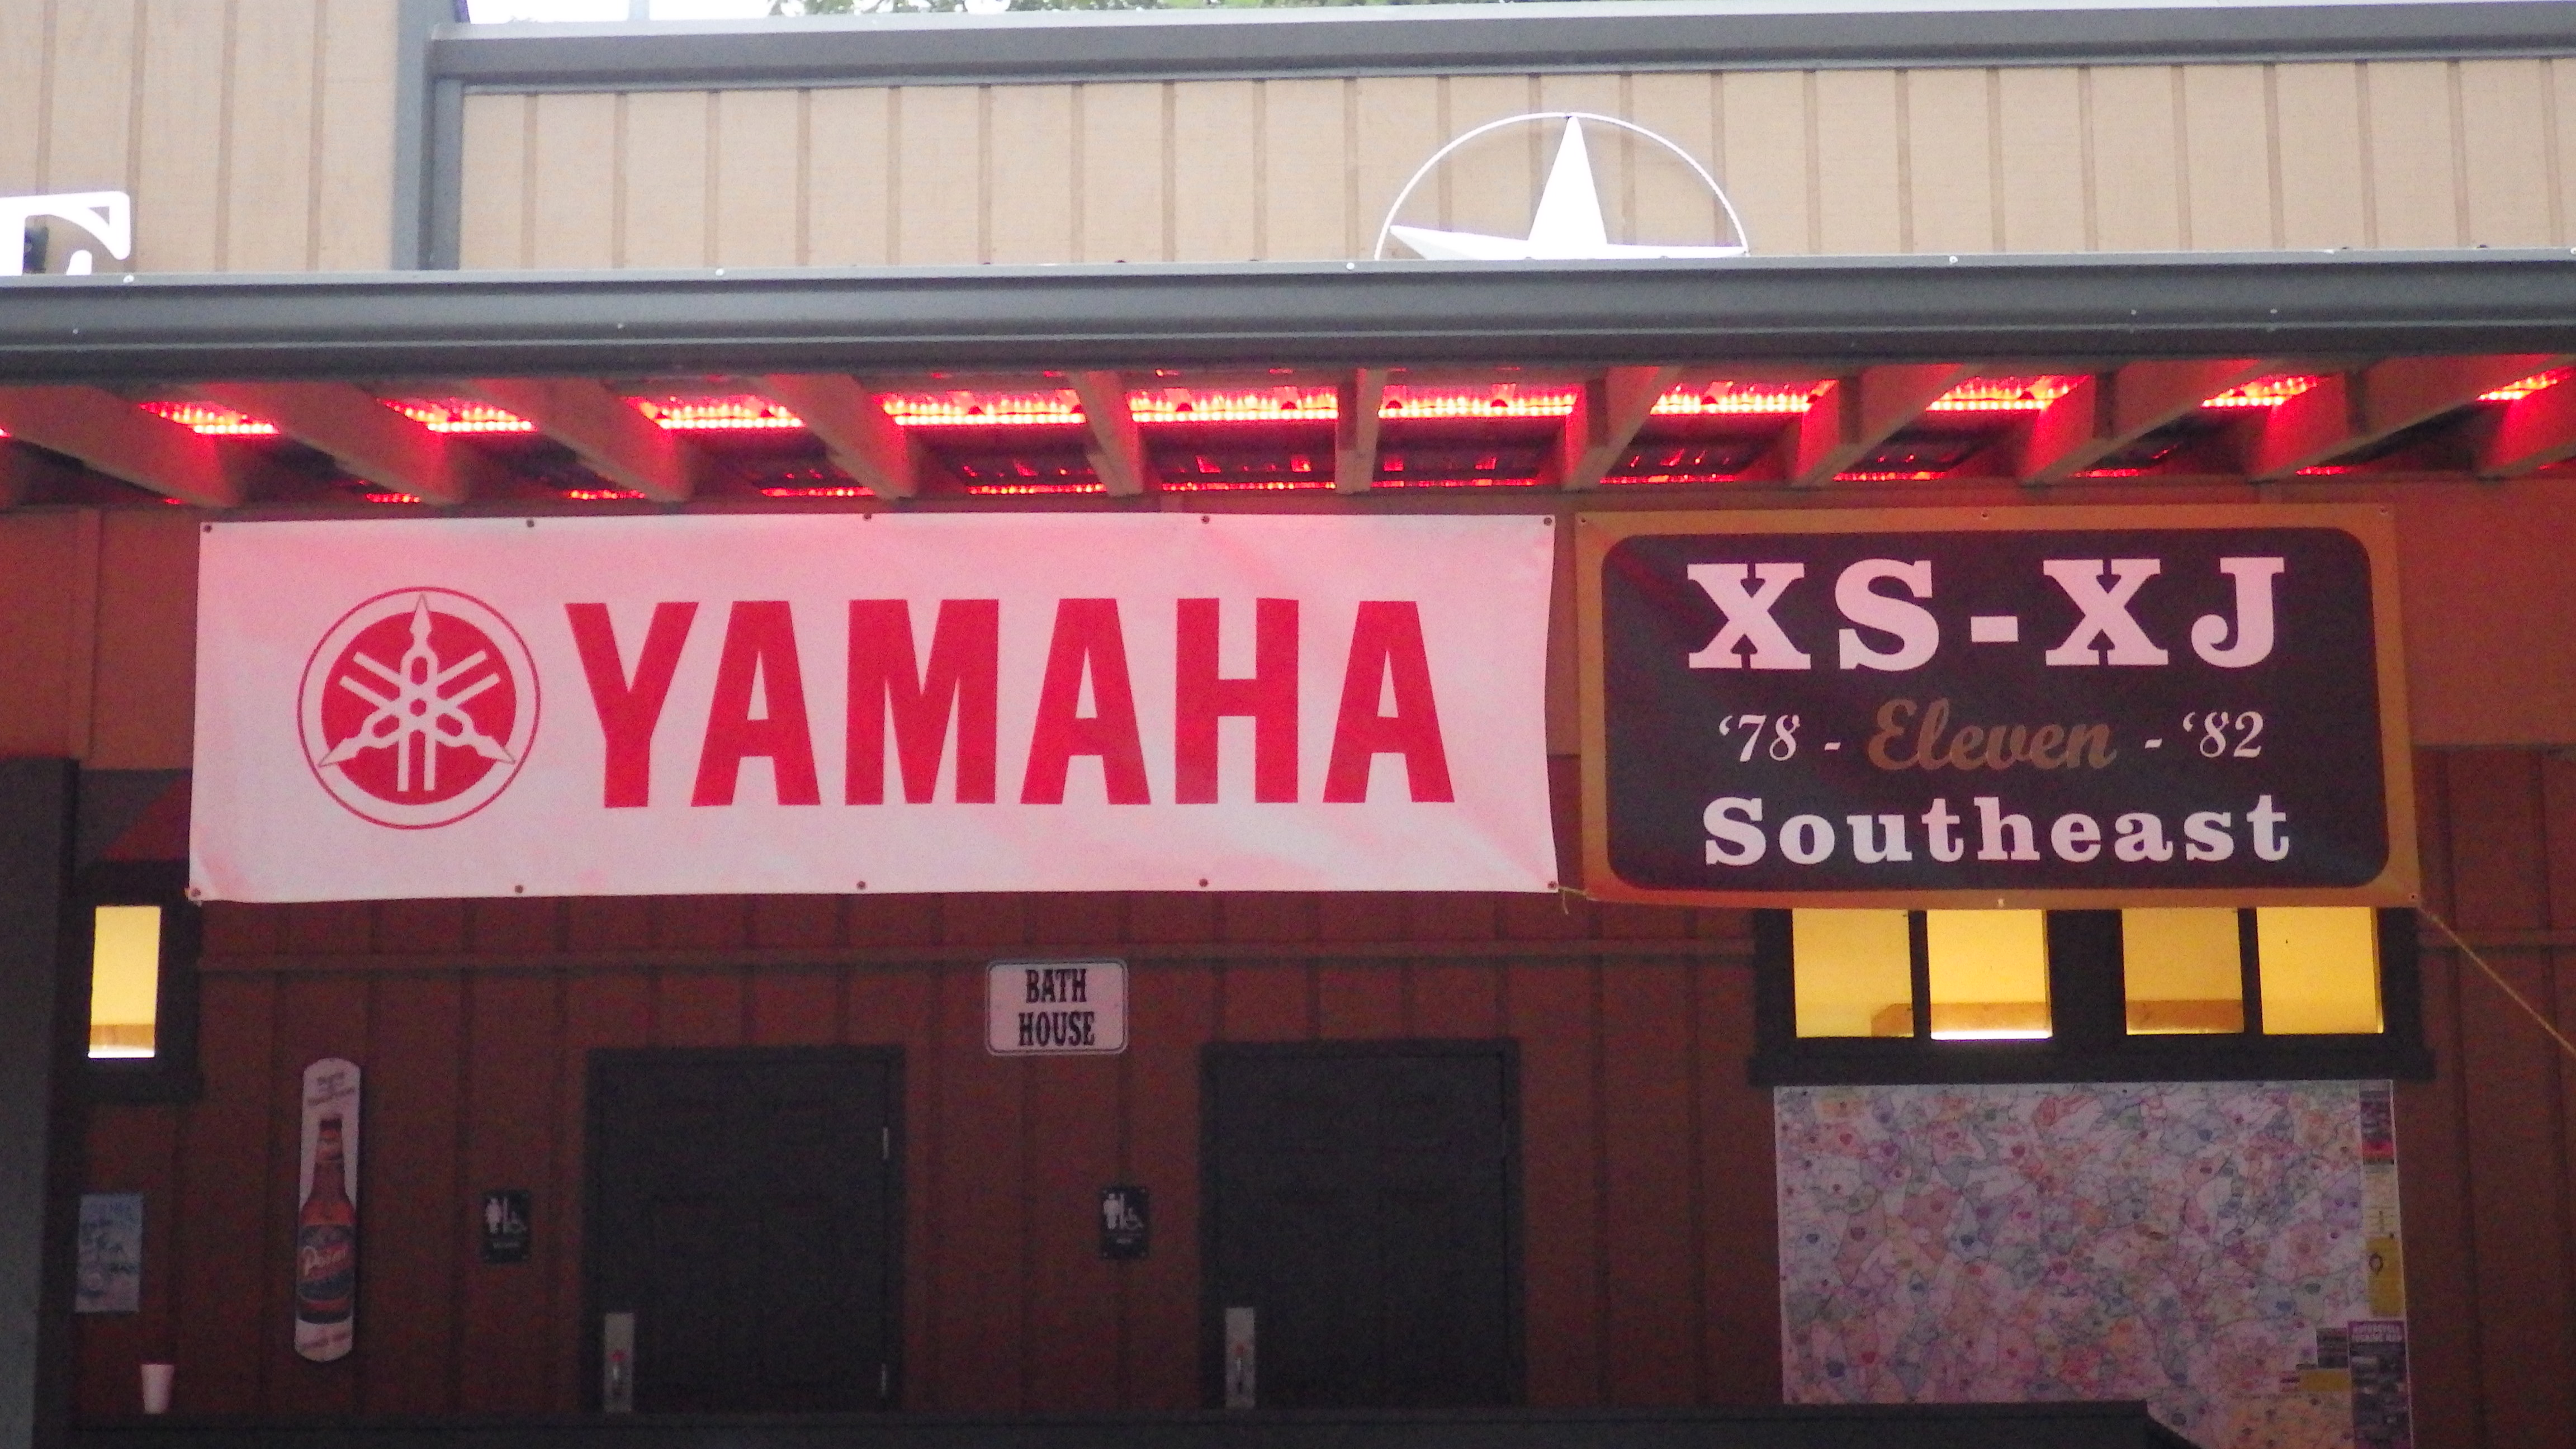 E
YAMAHA
XS-XJ
‘78 - Eleven - ‘82
Southeast
BATH
HOUSE